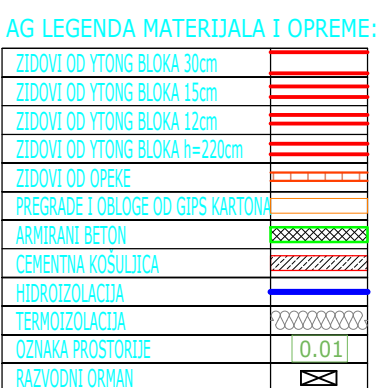 AG LEGENDA MATERIJALA I OPREME:
ZIDOVI OD YTONG BLOKA 30cm
ZIDOVI OD YTONG BLOKA 15cm
ZIDOVI OD YTONG BLOKA 12cm
ZIDOVI OD YTONG BLOKA h=220cm
ZIDOVI OD OPEKE
PREGRADE I OBLOGE OD GIPS KARTONA
ARMIRANI BETON
CEMENTNA KOŠULJICA
HIDROIZOLACIJA
TERMOIZOLACIJA
OZNAKA PROSTORIJE 0.01
RAZVODNI ORMAN